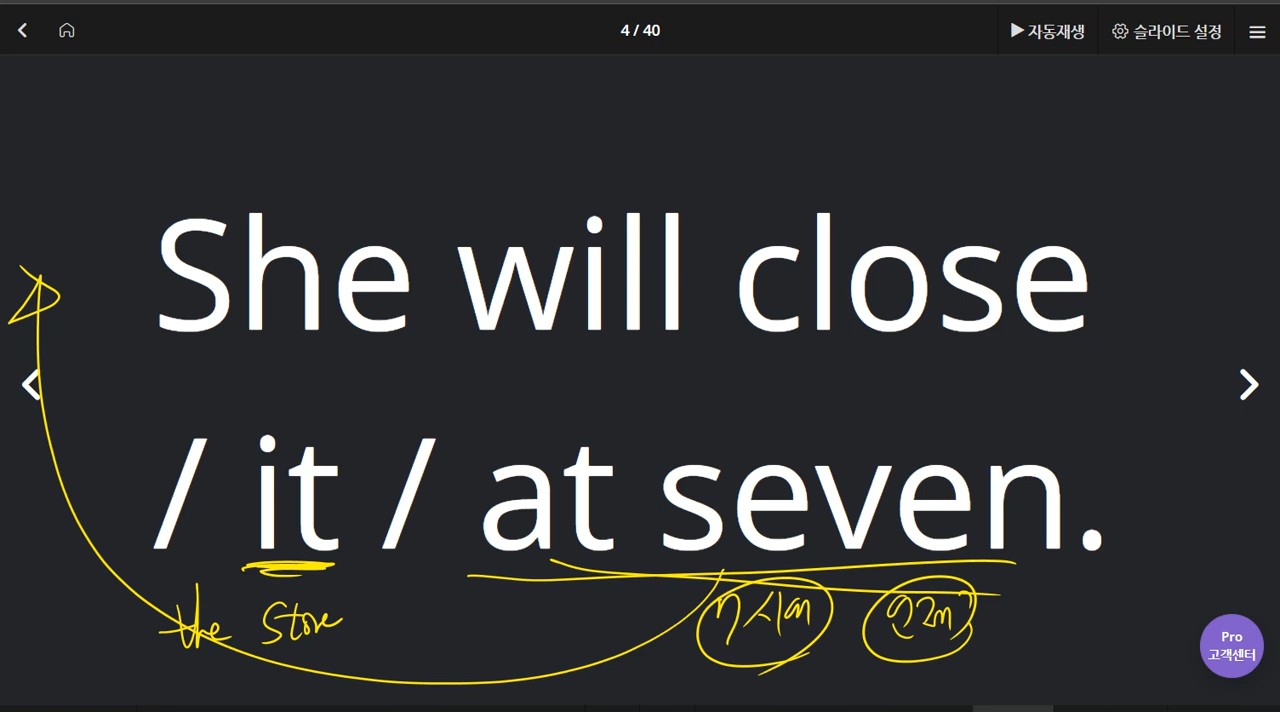 4 / 40
▶ 자동재생
슬라이드 설정
She will close
/ it / at seven.
the store
7시에
언제?
Pro
고객센터